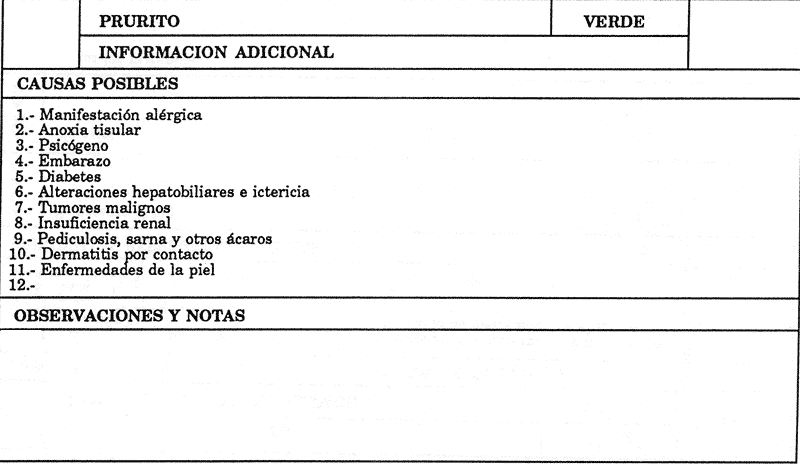 PRURITO VERDE
INFORMACION ADICIONAL
CAUSAS POSIBLES
1.- Manifestación alérgica
2.- Anoxia tisular
3.- Psicógeno
4.- Embarazo
5.- Diabetes
6.- Alteraciones hepatobiliares e ictericia
7.- Tumores malignos
8.- Insuficiencia renal
9.- Pediculosis, sarna y otros ácaros
10.- Dermatitis por contacto
11.- Enfermedades de la piel
12.-
OBSERVACIONES Y NOTAS